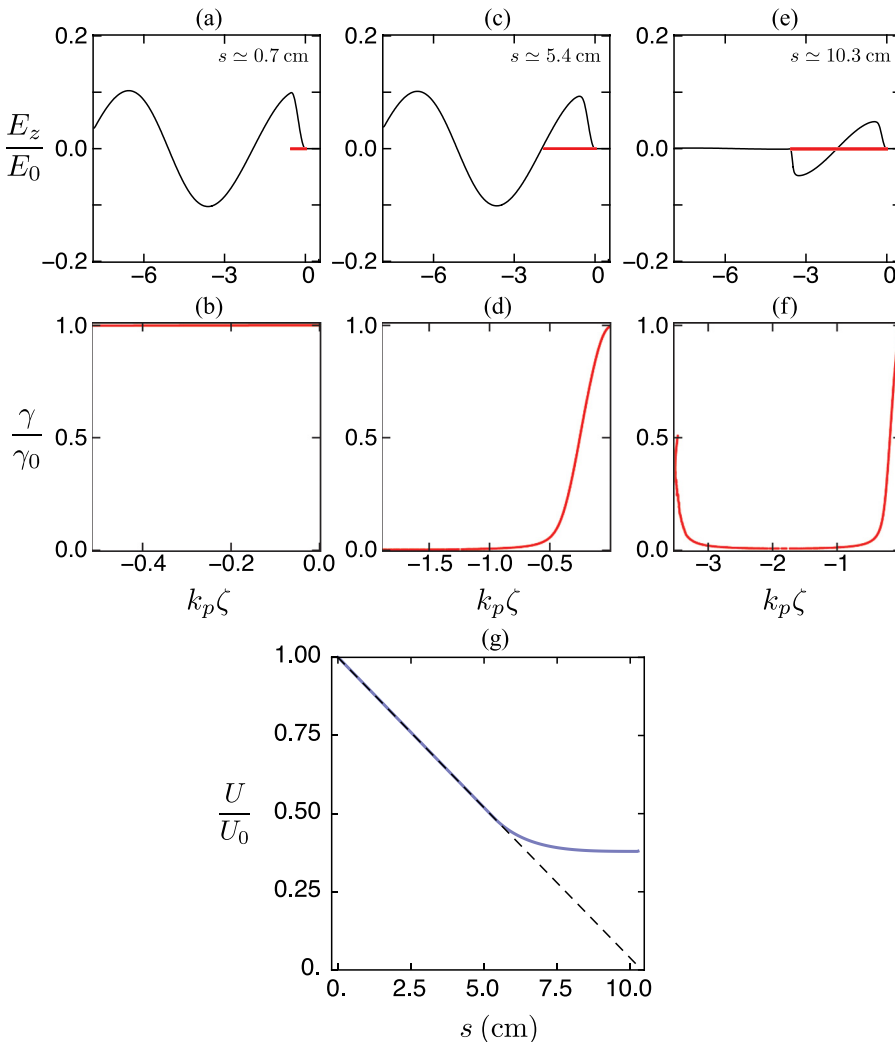 (a) (c) (e)
s ≃ 0.7 cm s ≃ 5.4 cm s ≃ 10.3 cm
0.2 0.2 0.2
E_z/E_0
0.0 0.0 0.0
−0.2 −0.2 −0.2
−6 −3 0 −6 −3 0 −6 −3 0
(b) (d) (f)
1.0 1.0 1.0
γ/γ_0
0.5 0.5 0.5
0.0 0.0 0.0
−0.4 −0.2 0.0 −1.5 −1.0 −0.5 −3 −2 −1
k_pζ k_pζ k_pζ
(g)
1.00
0.75
U/U_0
0.50
0.25
0.
0. 2.5 5.0 7.5 10.0
s (cm)